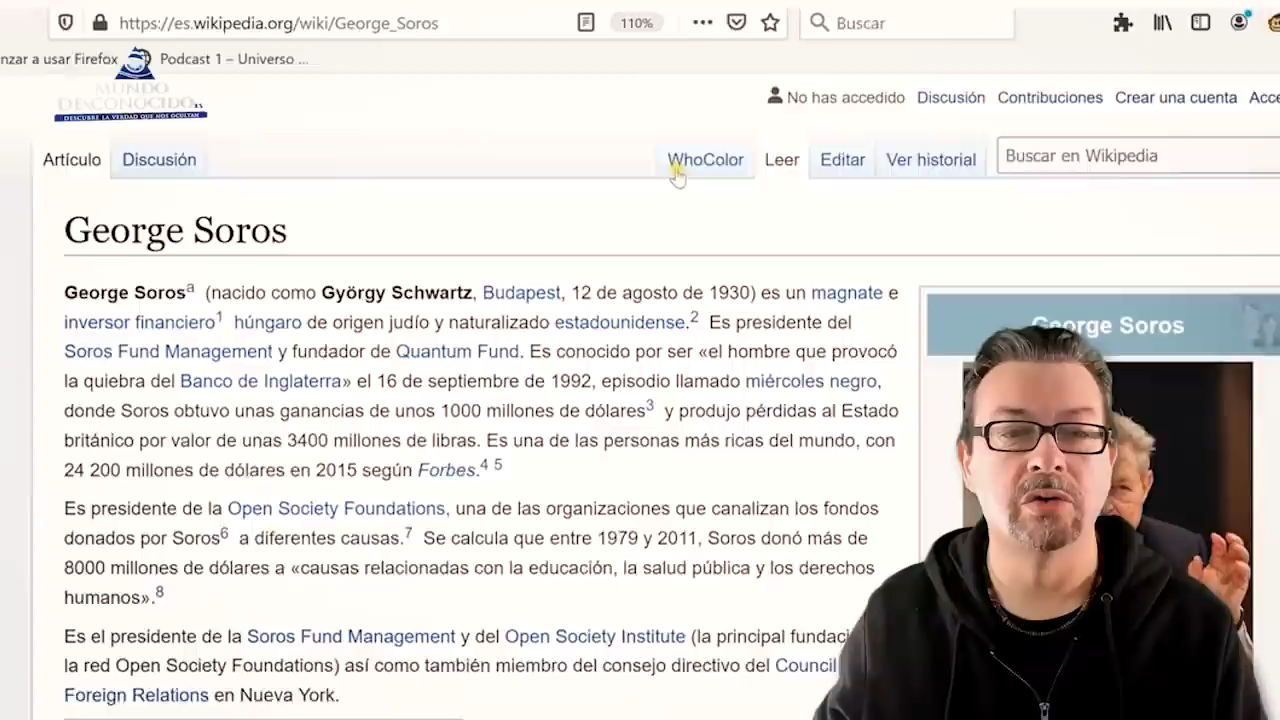 https://es.wikipedia.org/wiki/George_Soros
110%
Buscar
nzar a usar Firefox
Podcast 1 – Universo ...
MUNDO
DESCONOCIDO.ES
DESCUBRE LA VERDAD QUE NOS OCULTAN
No has accedido Discusión Contribuciones Crear una cuenta Acce
Artículo Discusión WhoColor Leer Editar Ver historial Buscar en Wikipedia
George Soros
George Sorosa (nacido como György Schwartz, Budapest, 12 de agosto de 1930) es un magnate e
inversor financiero1 húngaro de origen judío y naturalizado estadounidense.2 Es presidente del
Soros Fund Management y fundador de Quantum Fund. Es conocido por ser «el hombre que provocó
la quiebra del Banco de Inglaterra» el 16 de septiembre de 1992, episodio llamado miércoles negro,
donde Soros obtuvo unas ganancias de unos 1000 millones de dólares3 y produjo pérdidas al Estado
británico por valor de unas 3400 millones de libras. Es una de las personas más ricas del mundo, con
24 200 millones de dólares en 2015 según Forbes.4 5
Es presidente de la Open Society Foundations, una de las organizaciones que canalizan los fondos
donados por Soros6 a diferentes causas.7 Se calcula que entre 1979 y 2011, Soros donó más de
8000 millones de dólares a «causas relacionadas con la educación, la salud pública y los derechos
humanos».8
Es el presidente de la Soros Fund Management y del Open Society Institute (la principal fundaci
la red Open Society Foundations) así como también miembro del consejo directivo del Council
Foreign Relations en Nueva York.
George Soros